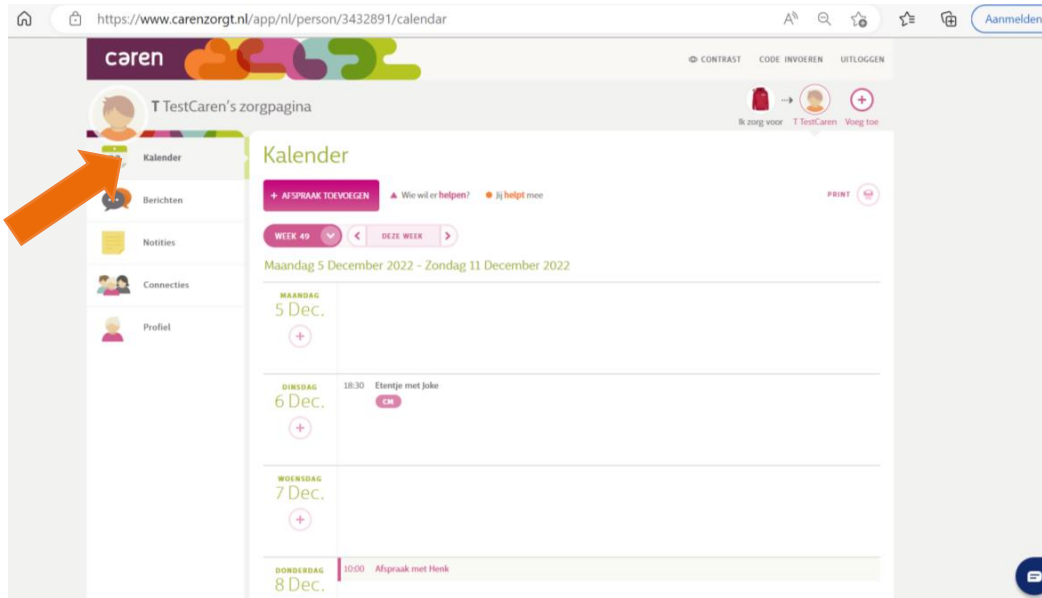 https://www.carenzorgt.nl/app/nl/person/3432891/calendar
Aanmelden
caren
CONTRAST CODE INVOEREN UITLOGGEN
T TestCaren's zorgpagina
Ik zorg voor T TestCaren Voeg toe
Kalender
Berichten
Notities
Connecties
Profiel
Kalender
+ AFSPRAAK TOEVOEGEN Wie wil er helpen? Jij helpt mee
PRINT
WEEK 49 DEZE WEEK
Maandag 5 December 2022 - Zondag 11 December 2022
MAANDAG
5 Dec.
DINSDAG
6 Dec.
18:30 Etentje met Joke
CM
WOENSDAG
7 Dec.
DONDERDAG
8 Dec.
10:00 Afspraak met Henk